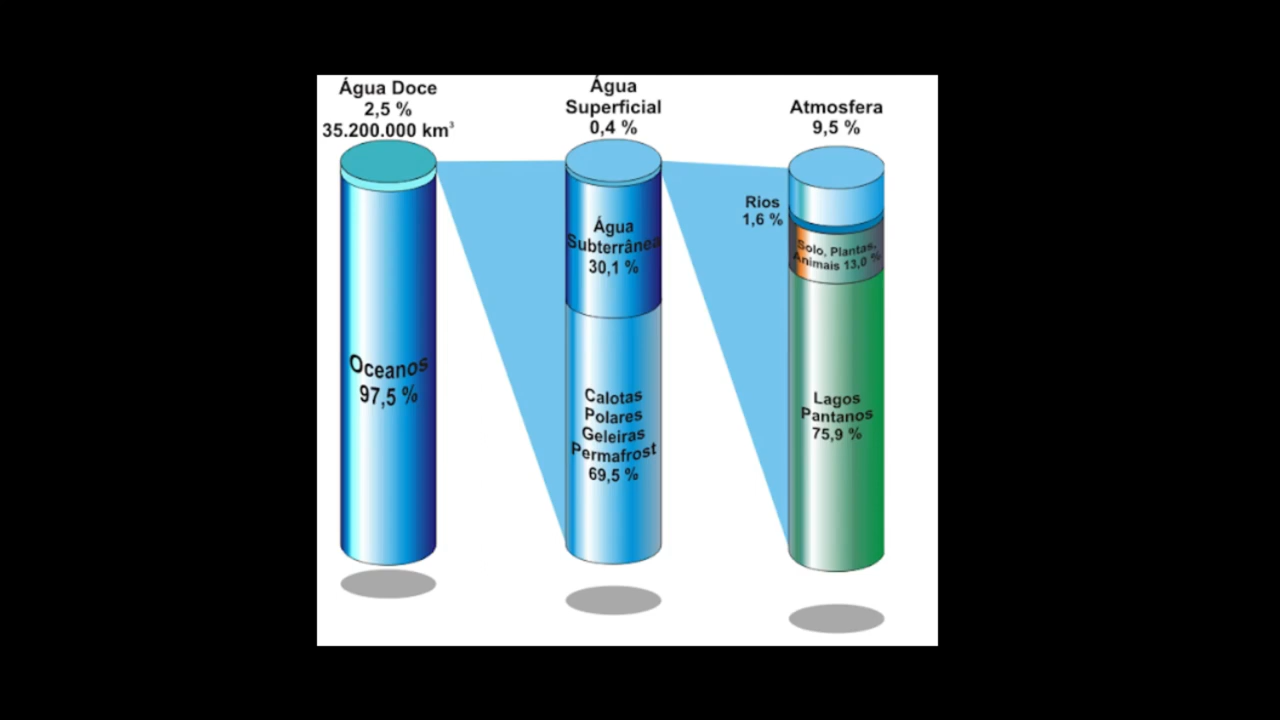 Água Doce
2,5 %
35.200.000 km³
Oceanos
97,5 %
Água
Superficial
0,4 %
Água
Subterrânea
30,1 %
Calotas
Polares
Geleiras
Permafrost
69,5 %
Atmosfera
9,5 %
Rios
1,6 %
Solo, Plantas,
Animais 13,0 %
Lagos
Pantanos
75,9 %